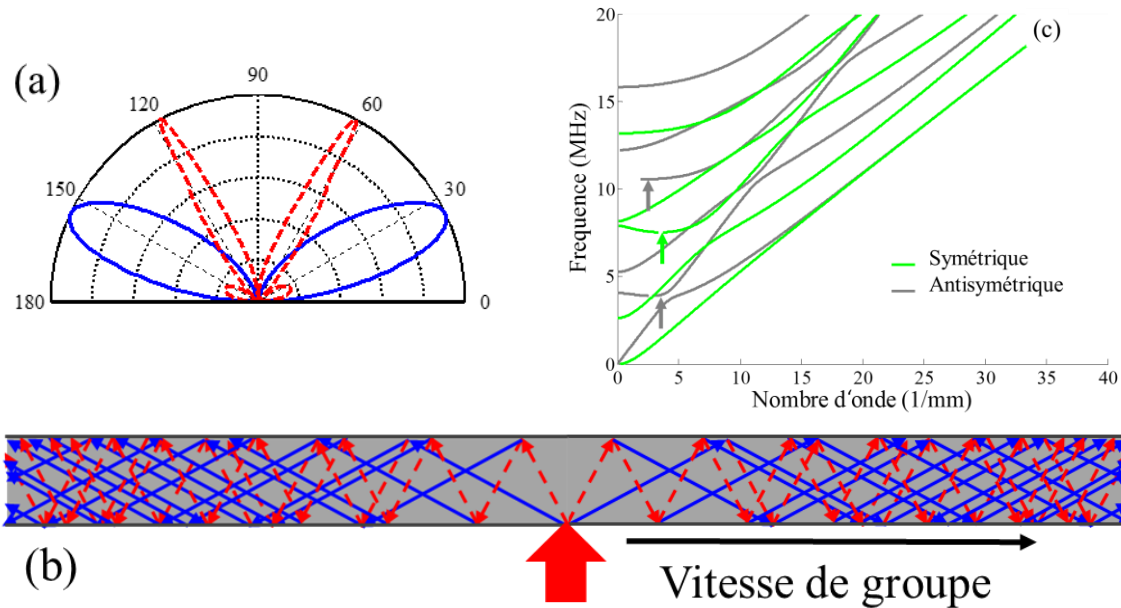 (a)
90
120
60
150
30
180
0
(c)
20
15
10
5
0
Frequence (MHz)
Symétrique
Antisymétrique
0 5 10 15 20 25 30 35 40
Nombre d'onde (1/mm)
(b)
Vitesse de groupe